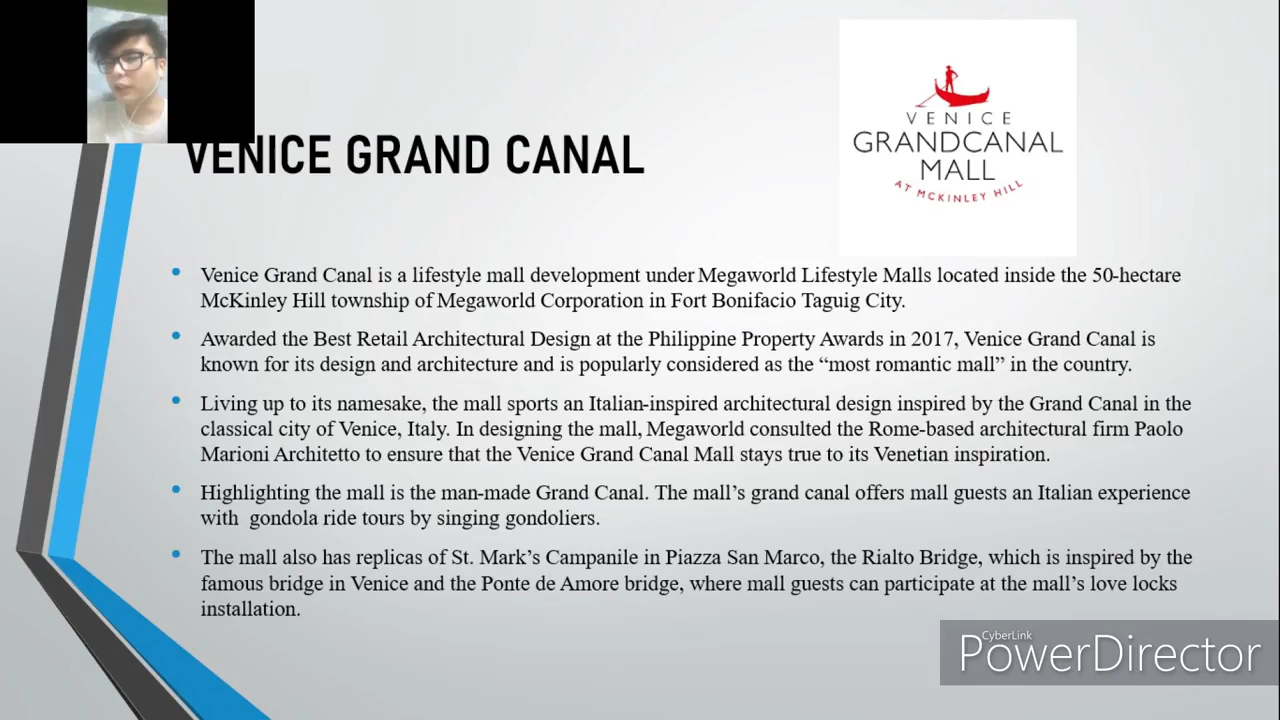 VENICE
GRANDCANAL
MALL
AT MCKINLEY HILL
VENICE GRAND CANAL
• Venice Grand Canal is a lifestyle mall development under Megaworld Lifestyle Malls located inside the 50-hectare
McKinley Hill township of Megaworld Corporation in Fort Bonifacio Taguig City.
• Awarded the Best Retail Architectural Design at the Philippine Property Awards in 2017, Venice Grand Canal is
known for its design and architecture and is popularly considered as the “most romantic mall” in the country.
• Living up to its namesake, the mall sports an Italian-inspired architectural design inspired by the Grand Canal in the
classical city of Venice, Italy. In designing the mall, Megaworld consulted the Rome-based architectural firm Paolo
Marioni Architetto to ensure that the Venice Grand Canal Mall stays true to its Venetian inspiration.
• Highlighting the mall is the man-made Grand Canal. The mall’s grand canal offers mall guests an Italian experience
with gondola ride tours by singing gondoliers.
• The mall also has replicas of St. Mark’s Campanile in Piazza San Marco, the Rialto Bridge, which is inspired by the
famous bridge in Venice and the Ponte de Amore bridge, where mall guests can participate at the mall’s love locks
installation.
CyberLink
PowerDirector